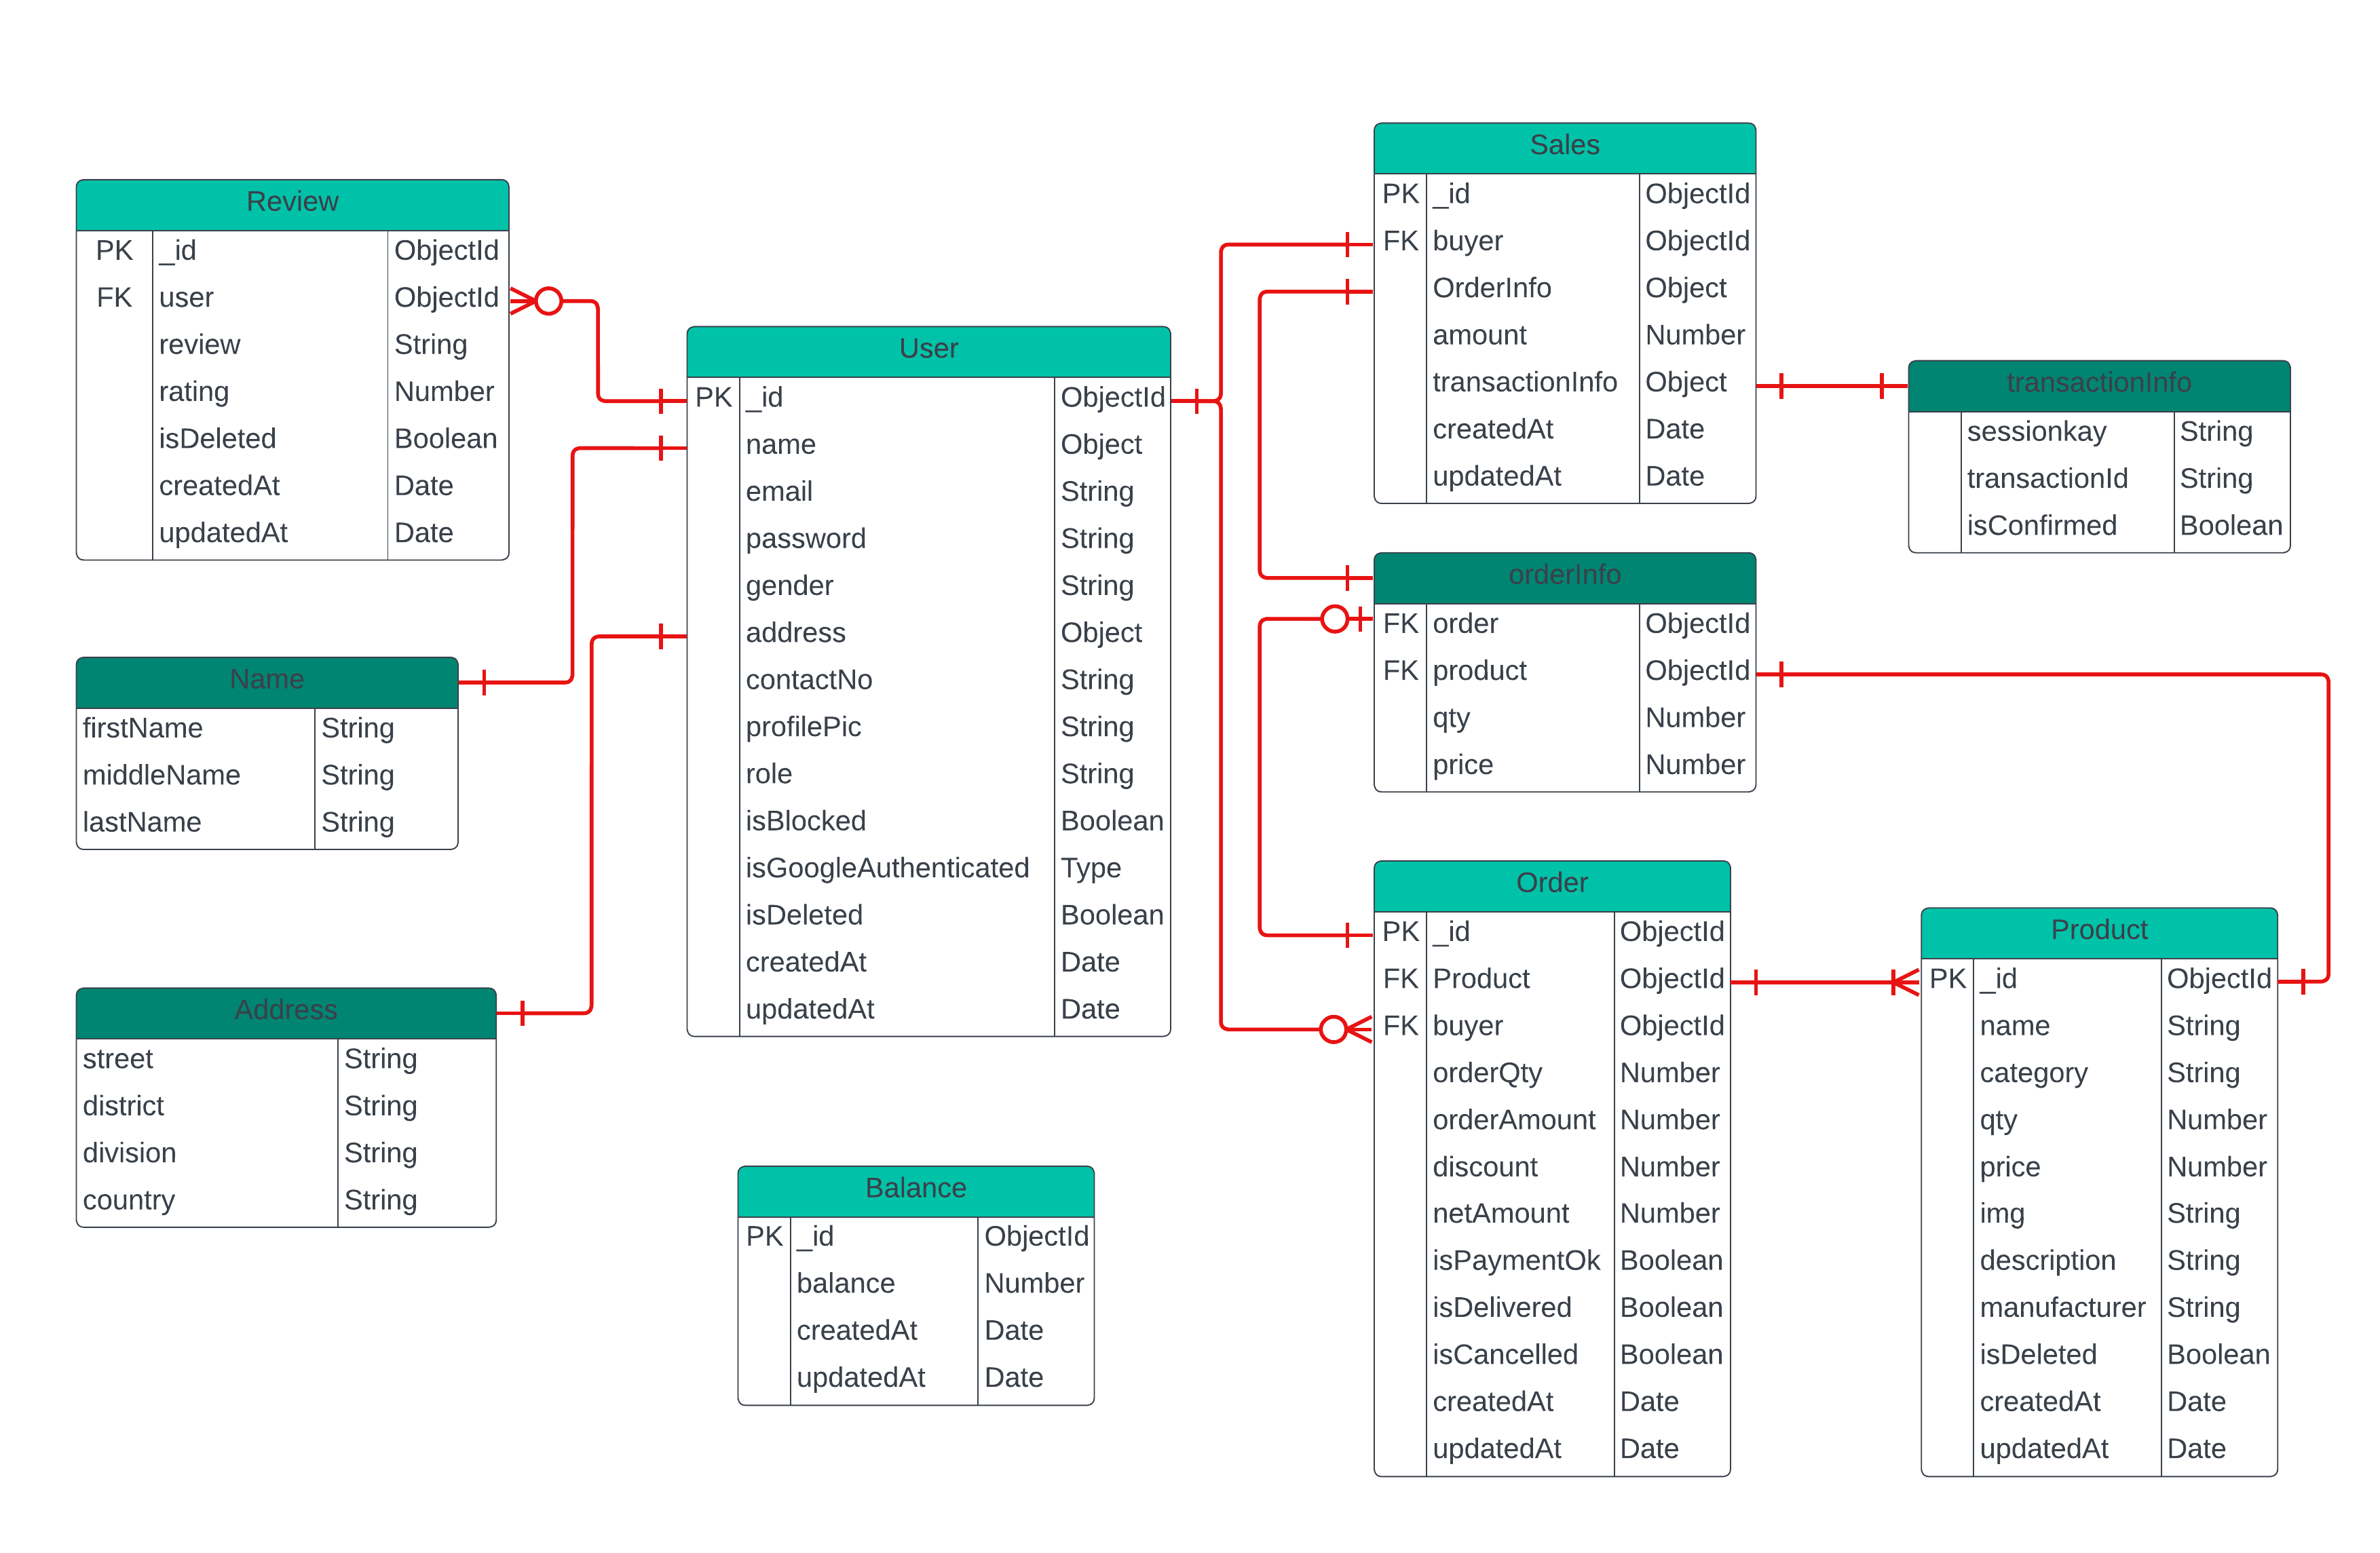 Review
PK _id ObjectId
FK user ObjectId
review String
rating Number
isDeleted Boolean
createdAt Date
updatedAt Date
Name
firstName String
middleName String
lastName String
Address
street String
district String
division String
country String
User
PK _id ObjectId
name Object
email String
password String
gender String
address Object
contactNo String
profilePic String
role String
isBlocked Boolean
isGoogleAuthenticated Type
isDeleted Boolean
createdAt Date
updatedAt Date
Balance
PK _id ObjectId
balance Number
createdAt Date
updatedAt Date
Sales
PK _id ObjectId
FK buyer ObjectId
OrderInfo Object
amount Number
transactionInfo Object
createdAt Date
updatedAt Date
transactionInfo
sessionkay String
transactionId String
isConfirmed Boolean
orderInfo
FK order ObjectId
FK product ObjectId
qty Number
price Number
Order
PK _id ObjectId
FK Product ObjectId
FK buyer ObjectId
orderQty Number
orderAmount Number
discount Number
netAmount Number
isPaymentOk Boolean
isDelivered Boolean
isCancelled Boolean
createdAt Date
updatedAt Date
Product
PK _id ObjectId
name String
category String
qty Number
price Number
img String
description String
manufacturer String
isDeleted Boolean
createdAt Date
updatedAt Date